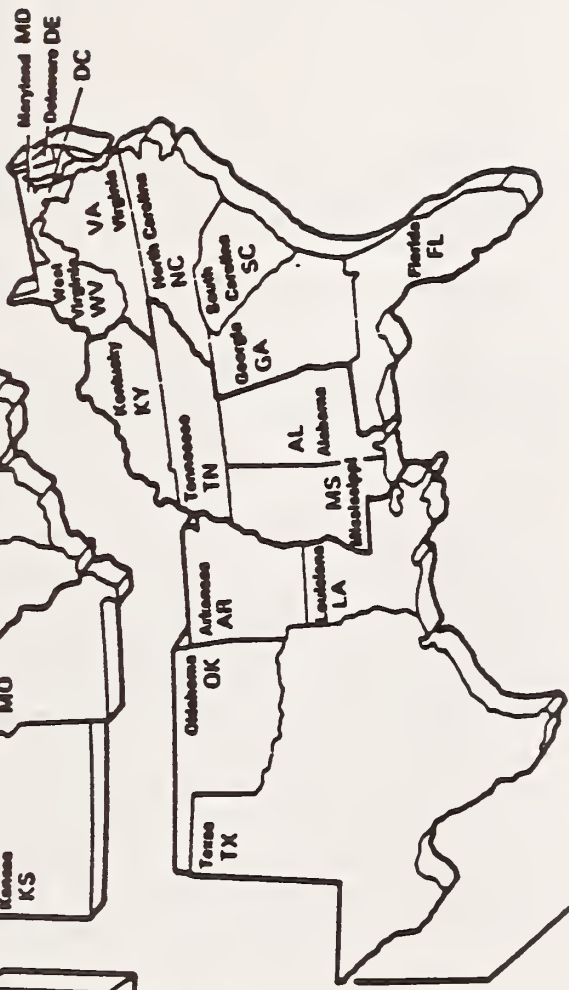 Maryland MD
Delaware DE
DC
VA
Virginia
West
Virginia
WV
North Carolina
NC
South
Carolina
SC
Kentucky
KY
Tennessee
TN
Georgia
GA
Florida
FL
AL
Alabama
MS
Mississippi
Arkansas
AR
Louisiana
LA
Oklahoma
OK
Texas
TX
MO
Kansas
KS